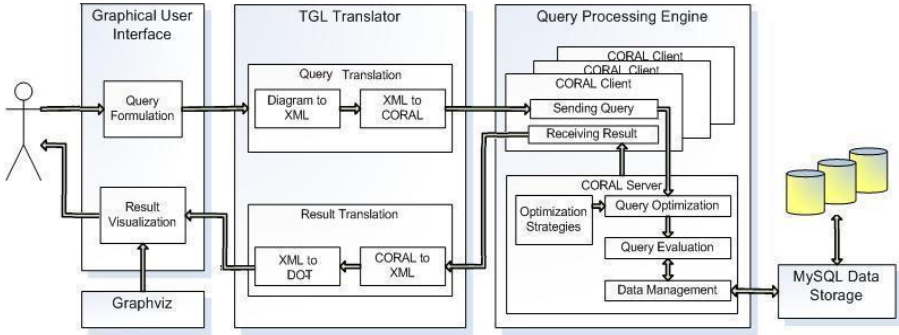 Graphical User
Interface
TGL Translator
Query Processing Engine
Query Translation
CORAL Client
CORAL Client
CORAL Client
Query
Formulation
Diagram to
XML
XML to
CORAL
Sending Query
Receiving Result
CORAL Server
Result
Visualization
Result Translation
Optimization
Strategies
Query Optimization
Query Evaluation
XML to
DOT
CORAL to
XML
Data Management
MySQL Data
Storage
Graphviz